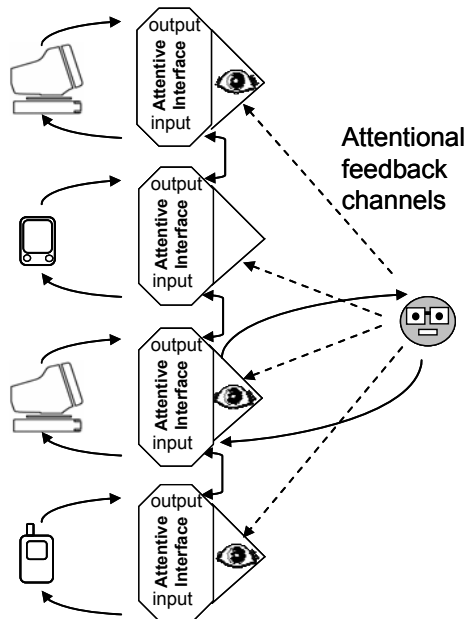 output
Attentive
Interface
input
Attentional
feedback
channels
output
Attentive
Interface
input
output
Attentive
Interface
input
output
Attentive
Interface
input